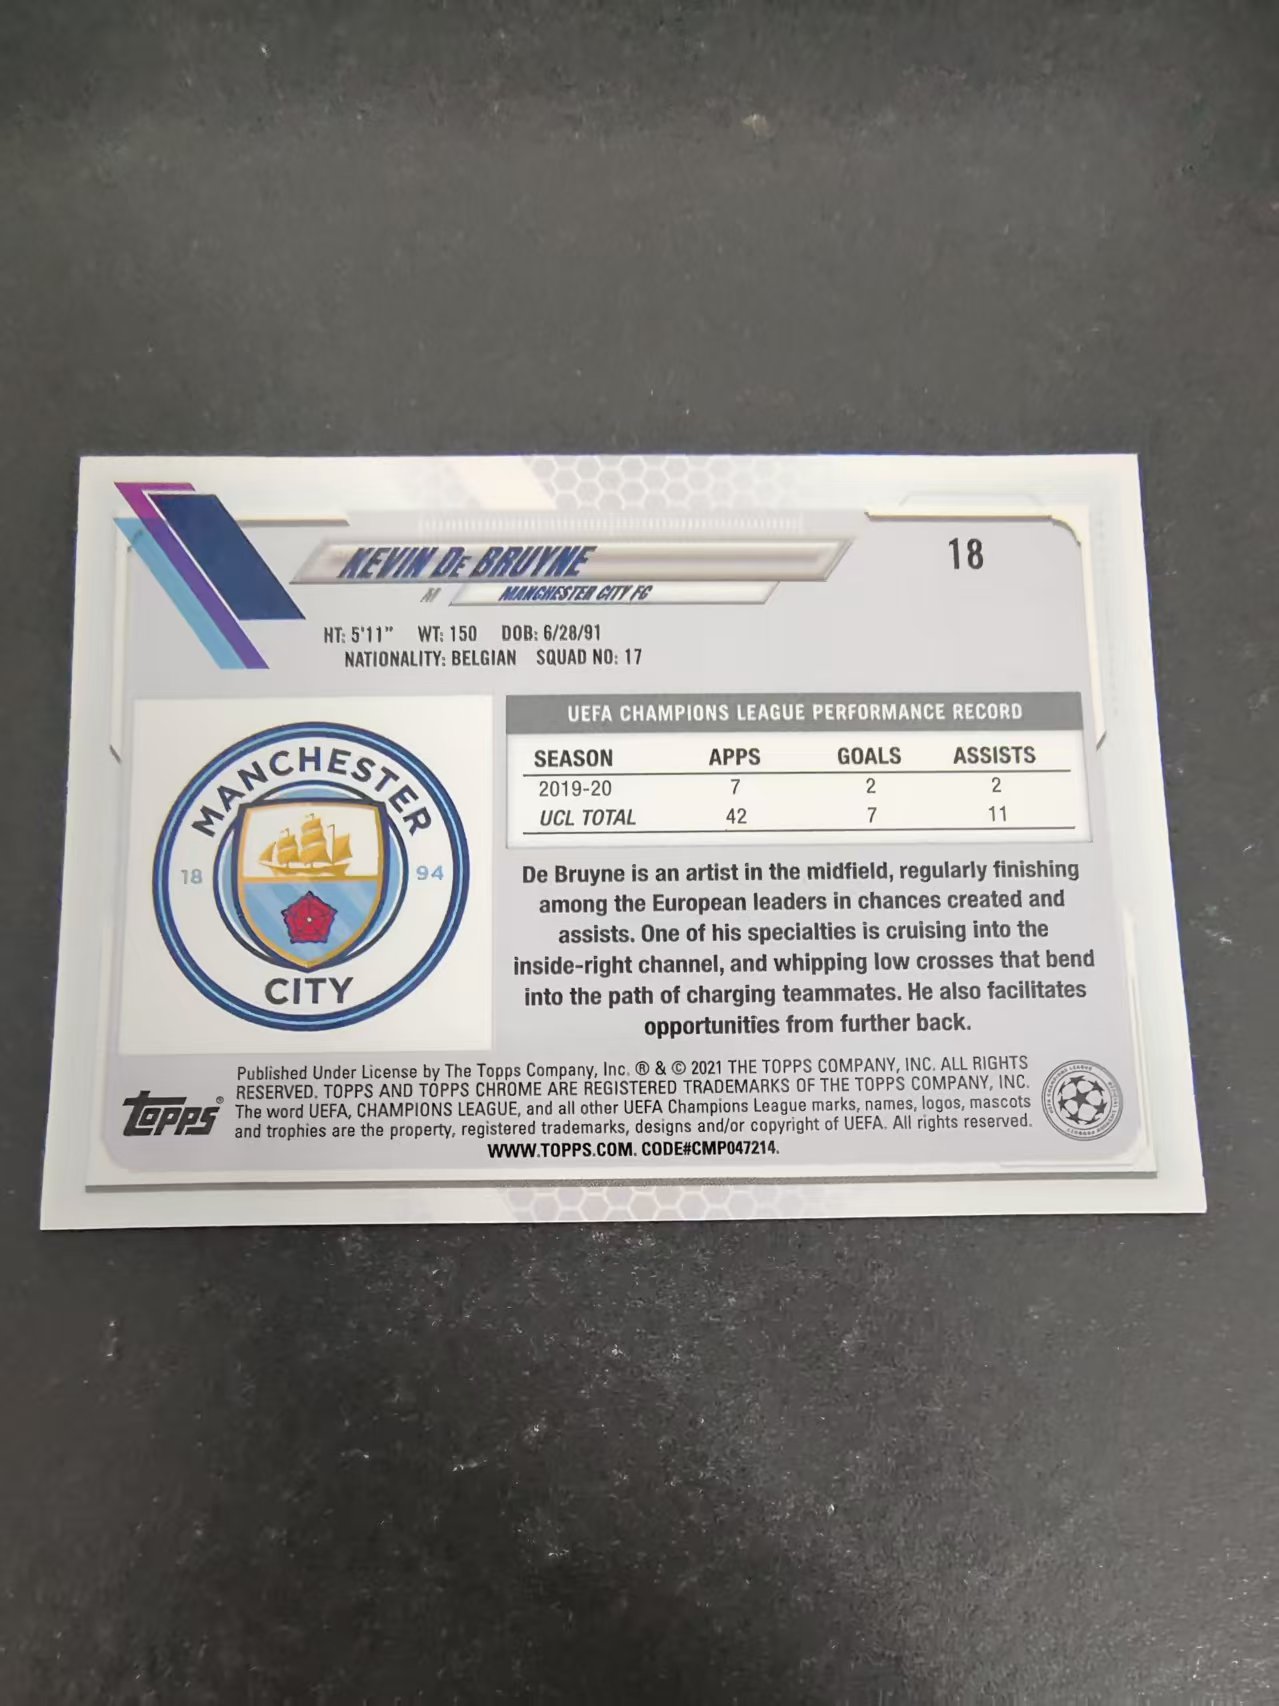 KEVIN DE BRUYNE
18
M MANCHESTER CITY FC
HT: 5'11" WT: 150 DOB: 6/28/91
NATIONALITY: BELGIAN SQUAD NO: 17
MANCHESTER
18 94
CITY
UEFA CHAMPIONS LEAGUE PERFORMANCE RECORD
SEASON APPS GOALS ASSISTS
2019-20 7 2 2
UCL TOTAL 42 7 11
De Bruyne is an artist in the midfield, regularly finishing
among the European leaders in chances created and
assists. One of his specialties is cruising into the
inside-right channel, and whipping low crosses that bend
into the path of charging teammates. He also facilitates
opportunities from further back.
Topps®
Published Under License by The Topps Company, Inc. ® & © 2021 THE TOPPS COMPANY, INC. ALL RIGHTS
RESERVED. TOPPS AND TOPPS CHROME ARE REGISTERED TRADEMARKS OF THE TOPPS COMPANY, INC.
The word UEFA, CHAMPIONS LEAGUE, and all other UEFA Champions League marks, names, logos, mascots
and trophies are the property, registered trademarks, designs and/or copyright of UEFA. All rights reserved.
WWW.TOPPS.COM. CODE#CMP047214.